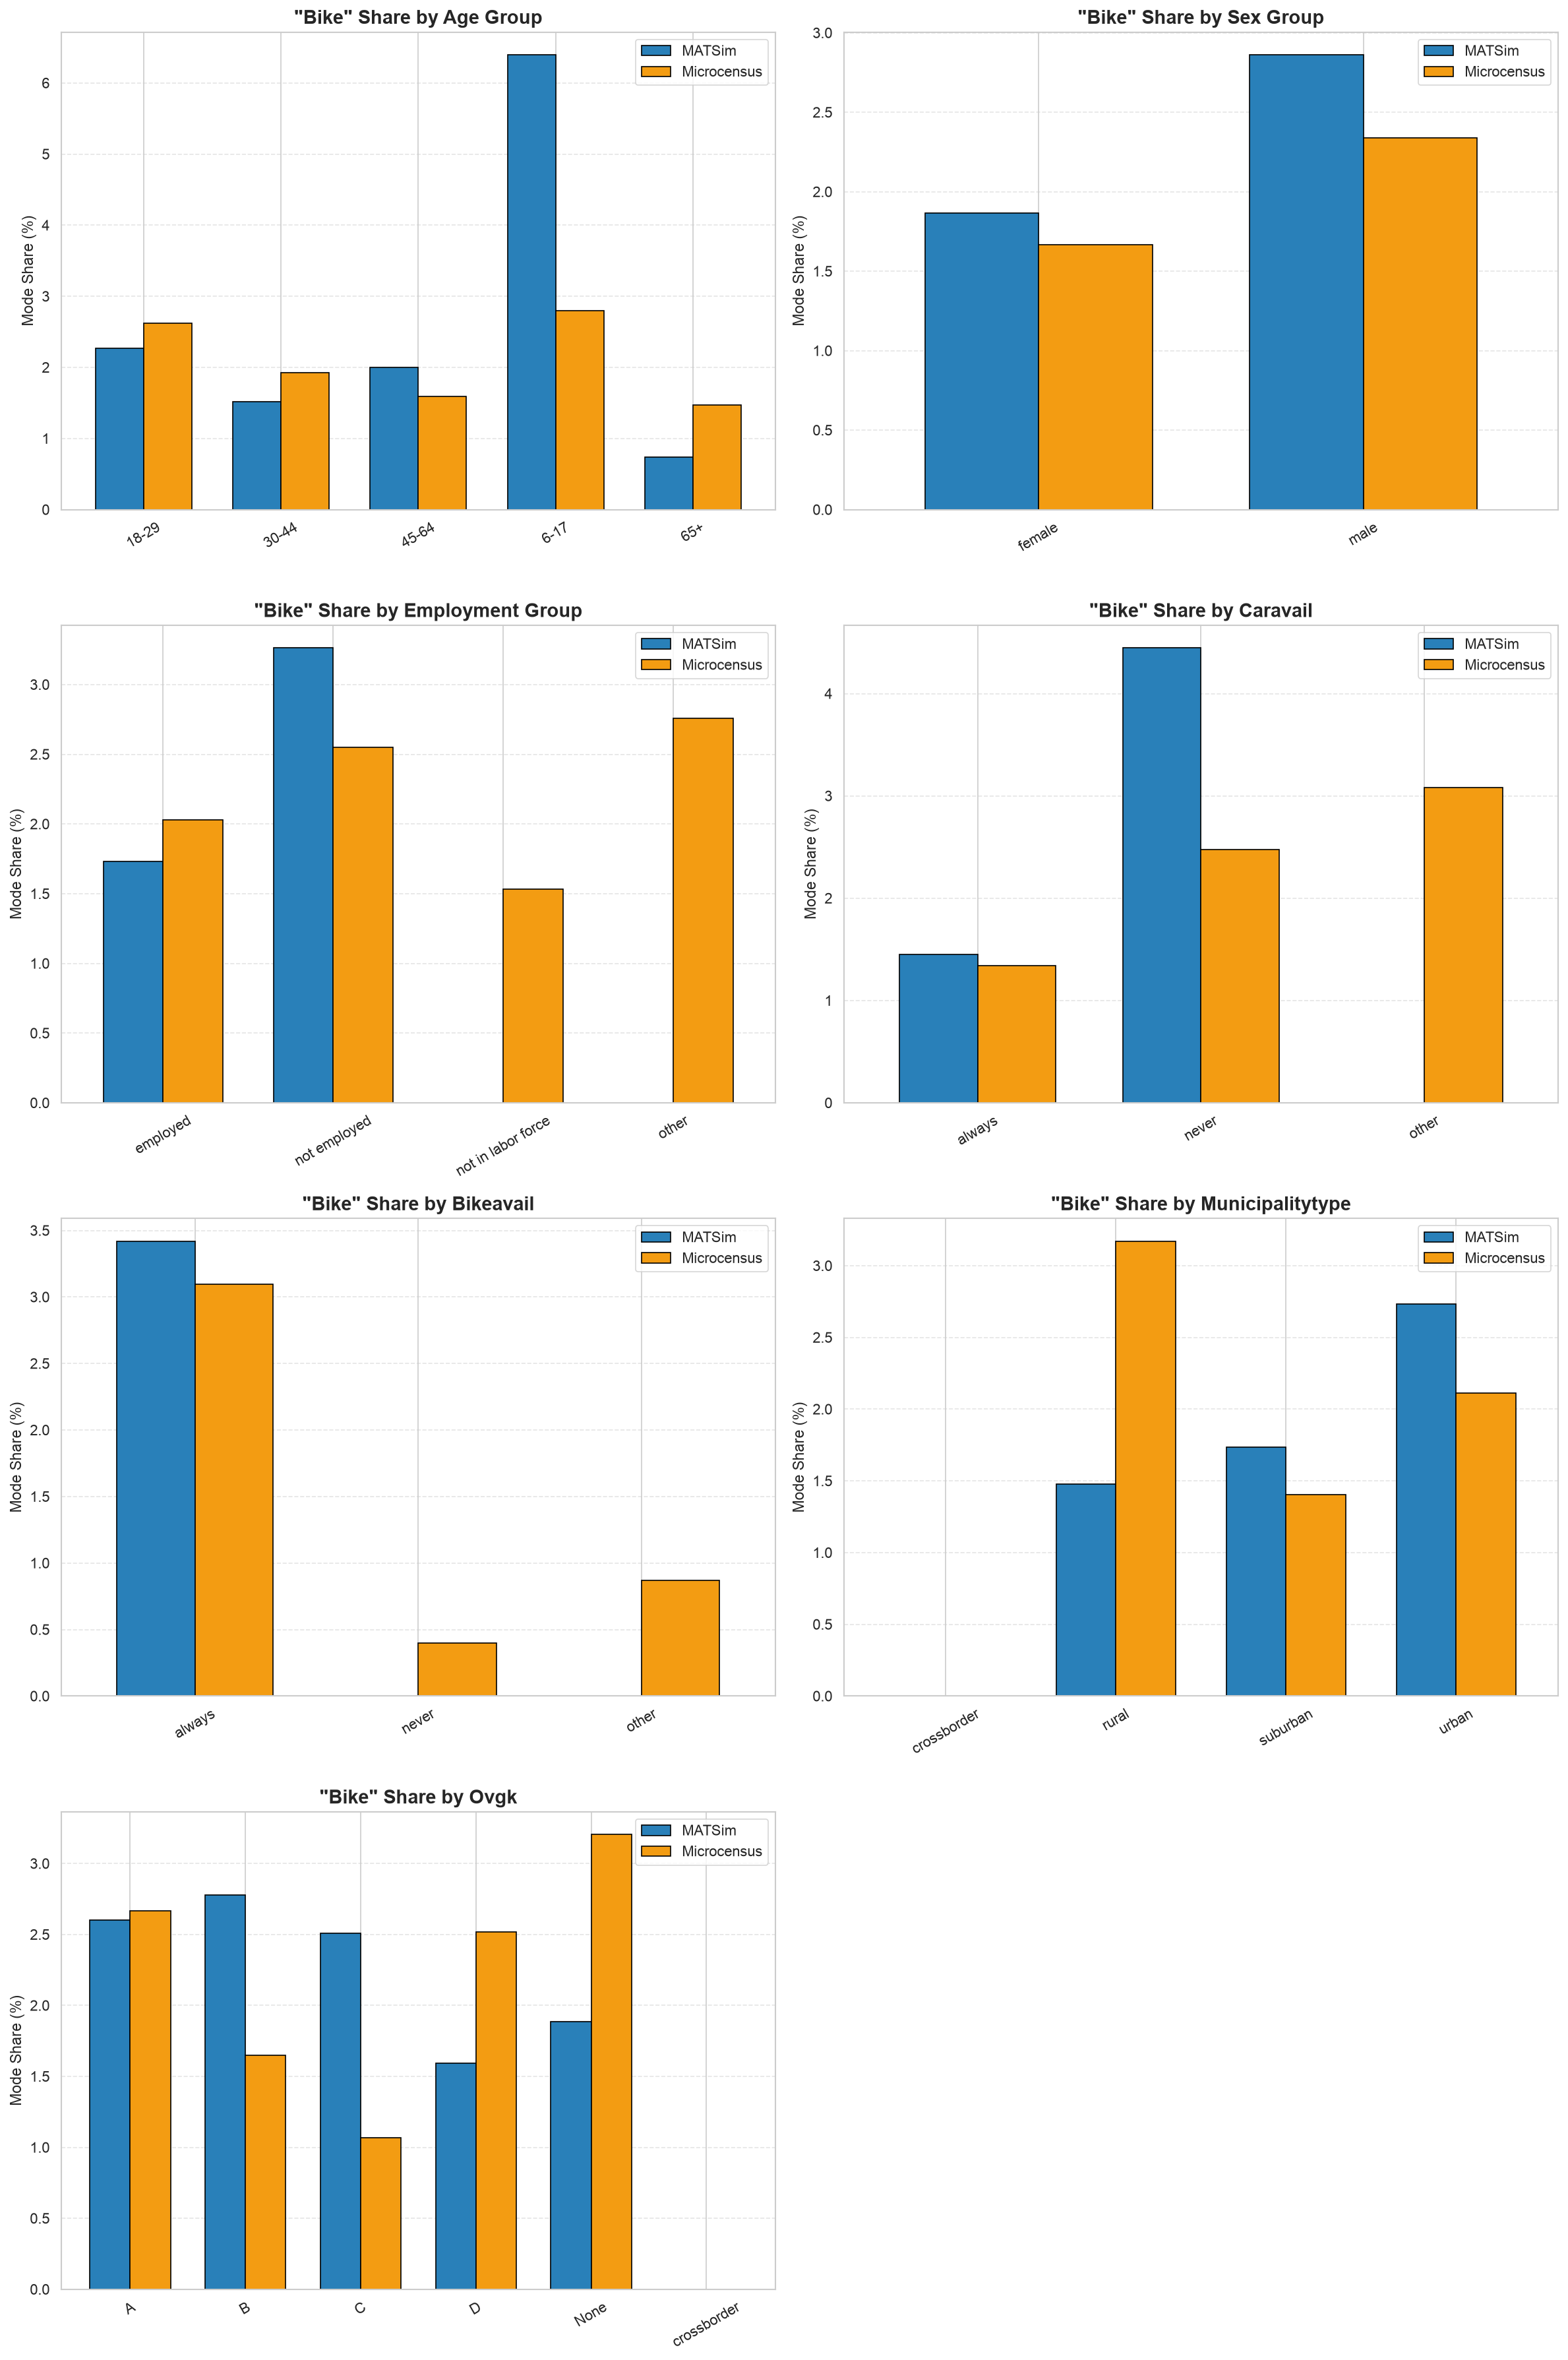 "Bike" Share by Age Group
MATSim
Microcensus
Mode Share (%)
6
5
4
3
2
1
0
18-29
30-44
45-64
6-17
65+
"Bike" Share by Sex Group
MATSim
Microcensus
Mode Share (%)
3.0
2.5
2.0
1.5
1.0
0.5
0.0
female
male
"Bike" Share by Employment Group
MATSim
Microcensus
Mode Share (%)
3.0
2.5
2.0
1.5
1.0
0.5
0.0
employed
not employed
not in labor force
other
"Bike" Share by Caravail
MATSim
Microcensus
Mode Share (%)
4
3
2
1
0
always
never
other
"Bike" Share by Bikeavail
MATSim
Microcensus
Mode Share (%)
3.5
3.0
2.5
2.0
1.5
1.0
0.5
0.0
always
never
other
"Bike" Share by Municipalitytype
MATSim
Microcensus
Mode Share (%)
3.0
2.5
2.0
1.5
1.0
0.5
0.0
crossborder
rural
suburban
urban
"Bike" Share by Ovgk
MATSim
Microcensus
Mode Share (%)
3.0
2.5
2.0
1.5
1.0
0.5
0.0
A
B
C
D
None
crossborder